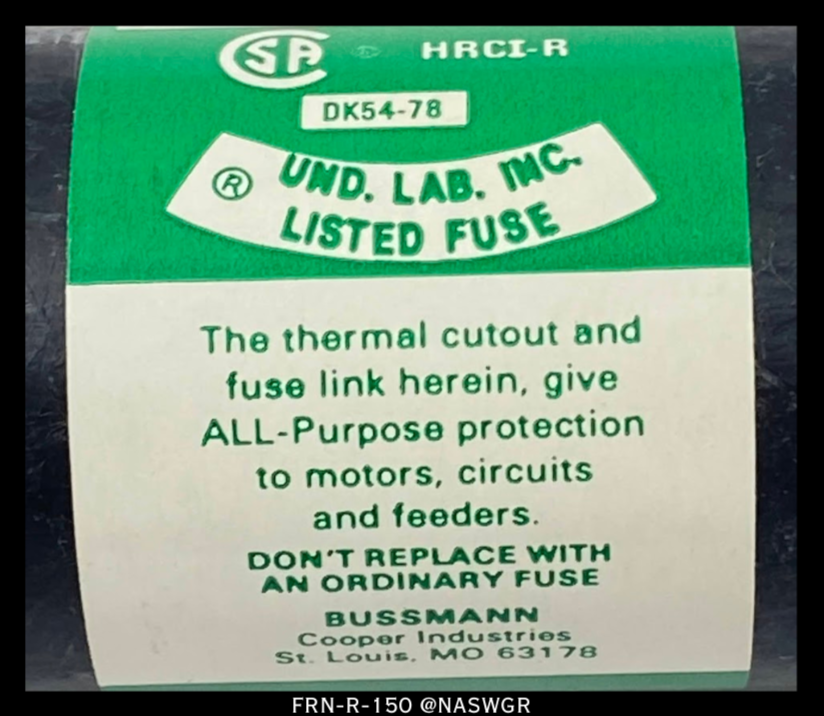 CSA HRCI-R
DK54-78
® UND. LAB. INC.
LISTED FUSE
The thermal cutout and
fuse link herein, give
ALL-Purpose protection
to motors, circuits
and feeders.
DON'T REPLACE WITH
AN ORDINARY FUSE
BUSSMANN
Cooper Industries
St. Louis, MO 63178
FRN-R-150 @NASWGR